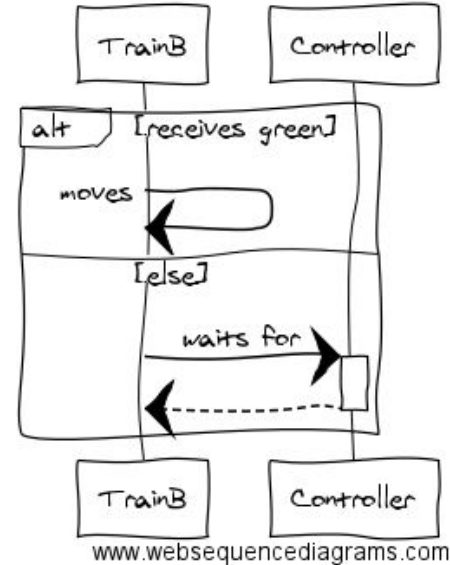 TrainB Controller
alt [receives green]
moves
[else]
waits for
TrainB Controller
www.websequencediagrams.com